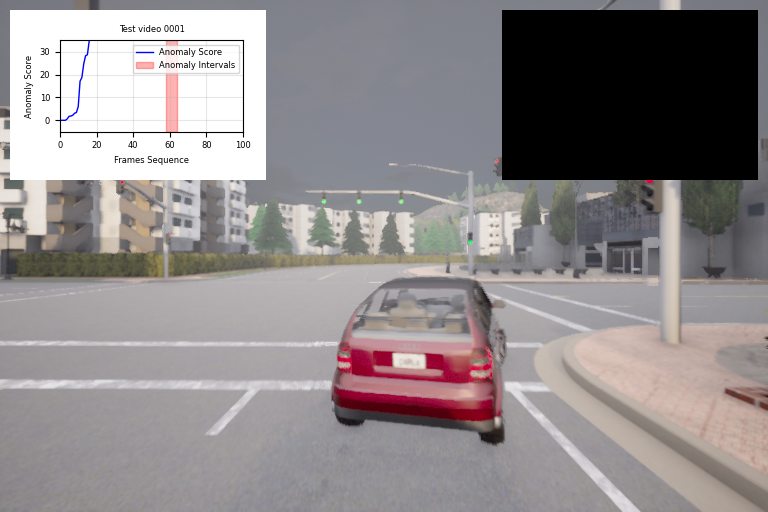 Test video 0001
Anomaly Score
Anomaly Intervals
Anomaly Score
30
20
10
0
0 20 40 60 80 100
Frames Sequence